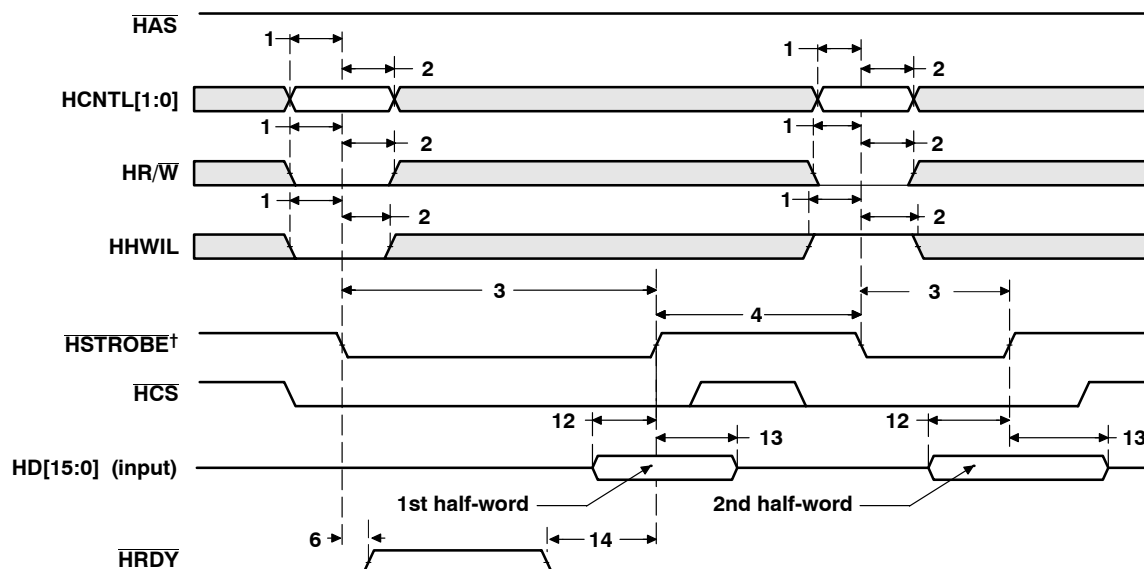 HAS
1
1
2
2
HCNTL[1:0]
1
1
2
2
HR/W
1
1
2
2
HHWIL
3
3
4
HSTROBE†
HCS
12
12
13
13
HD[15:0] (input)
1st half-word
2nd half-word
6
14
HRDY